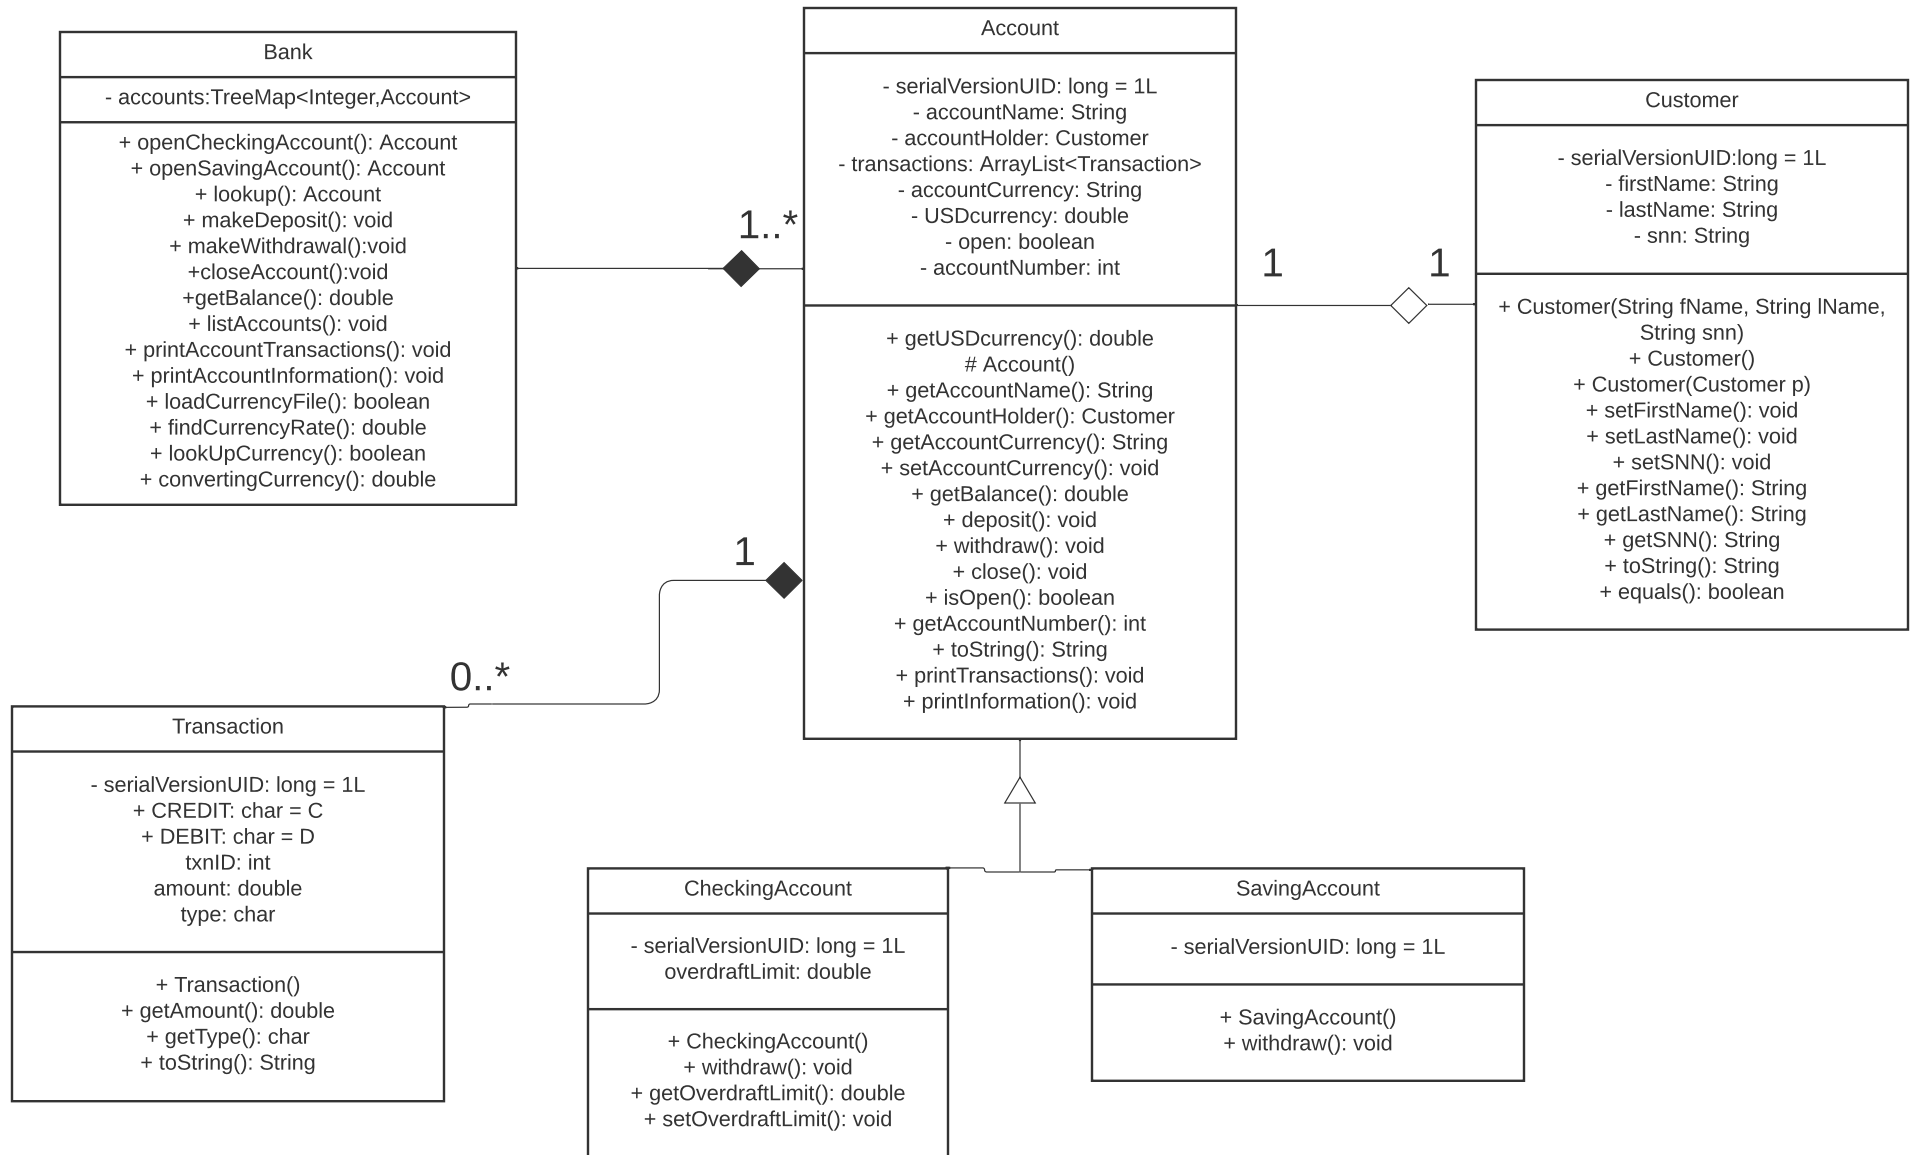 Bank
- accounts:TreeMap<Integer,Account>
+ openCheckingAccount(): Account
+ openSavingAccount(): Account
+ lookup(): Account
+ makeDeposit(): void
+ makeWithdrawal():void
+closeAccount():void
+getBalance(): double
+ listAccounts(): void
+ printAccountTransactions(): void
+ printAccountInformation(): void
+ loadCurrencyFile(): boolean
+ findCurrencyRate(): double
+ lookUpCurrency(): boolean
+ convertingCurrency(): double
1..*
Account
- serialVersionUID: long = 1L
- accountName: String
- accountHolder: Customer
- transactions: ArrayList<Transaction>
- accountCurrency: String
- USDcurrency: double
- open: boolean
- accountNumber: int
+ getUSDcurrency(): double
# Account()
+ getAccountName(): String
+ getAccountHolder(): Customer
+ getAccountCurrency(): String
+ setAccountCurrency(): void
+ getBalance(): double
+ deposit(): void
+ withdraw(): void
+ close(): void
+ isOpen(): boolean
+ getAccountNumber(): int
+ toString(): String
+ printTransactions(): void
+ printInformation(): void
1
1
Customer
- serialVersionUID:long = 1L
- firstName: String
- lastName: String
- snn: String
+ Customer(String fName, String lName,
String snn)
+ Customer()
+ Customer(Customer p)
+ setFirstName(): void
+ setLastName(): void
+ setSNN(): void
+ getFirstName(): String
+ getLastName(): String
+ getSNN(): String
+ toString(): String
+ equals(): boolean
1
0..*
Transaction
- serialVersionUID: long = 1L
+ CREDIT: char = C
+ DEBIT: char = D
txnID: int
amount: double
type: char
+ Transaction()
+ getAmount(): double
+ getType(): char
+ toString(): String
CheckingAccount
- serialVersionUID: long = 1L
overdraftLimit: double
+ CheckingAccount()
+ withdraw(): void
+ getOverdraftLimit(): double
+ setOverdraftLimit(): void
SavingAccount
- serialVersionUID: long = 1L
+ SavingAccount()
+ withdraw(): void